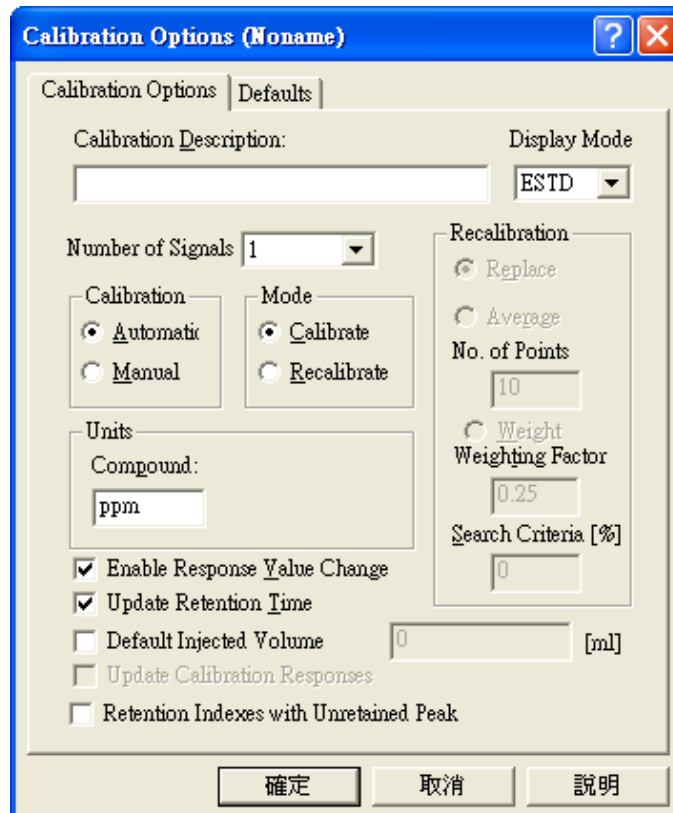 Calibration Options (Noname)
Calibration Options
Defaults
Calibration Description:
Display Mode
ESTD
Number of Signals 1
Calibration
Automatic
Manual
Mode
Calibrate
Recalibrate
Recalibration
Replace
Average
No. of Points
10
Weight
Weighting Factor
0.25
Search Criteria [%]
0
Units
Compound:
ppm
Enable Response Value Change
Update Retention Time
Default Injected Volume 0 [ml]
Update Calibration Responses
Retention Indexes with Unretained Peak
確定 取消 說明